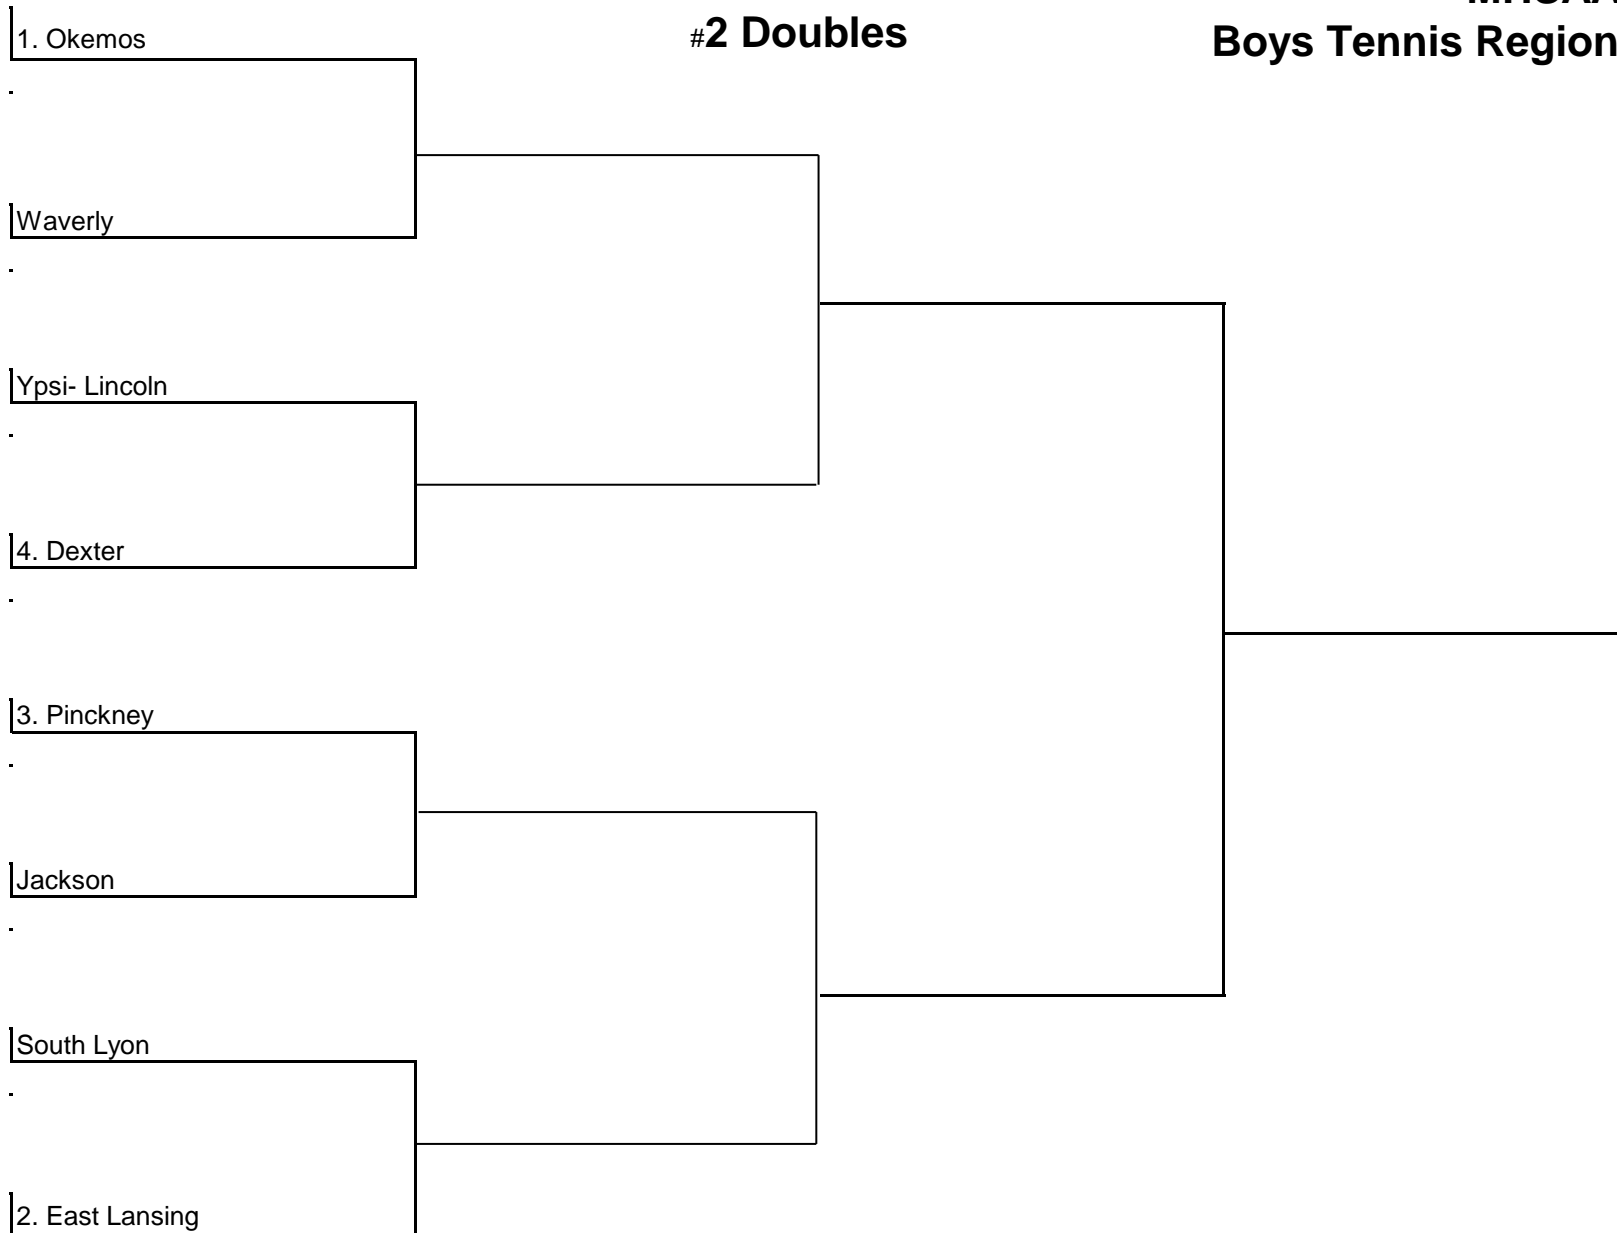 #2 Doubles
Boys Tennis Region
1. Okemos
Waverly
Ypsi- Lincoln
4. Dexter
3. Pinckney
Jackson
South Lyon
2. East Lansing